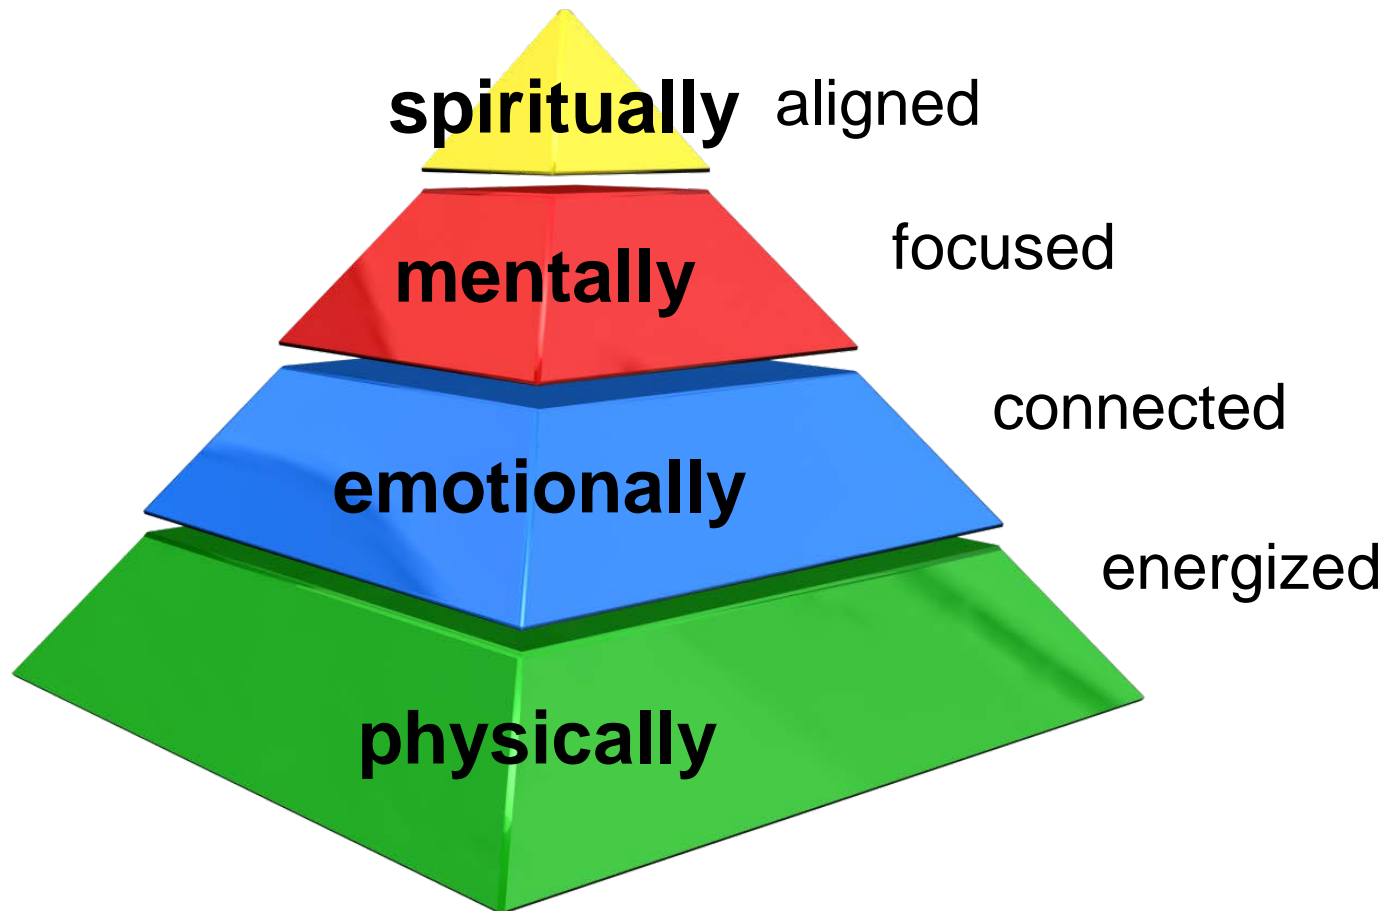 spiritually aligned
mentally focused
emotionally connected
physically energized